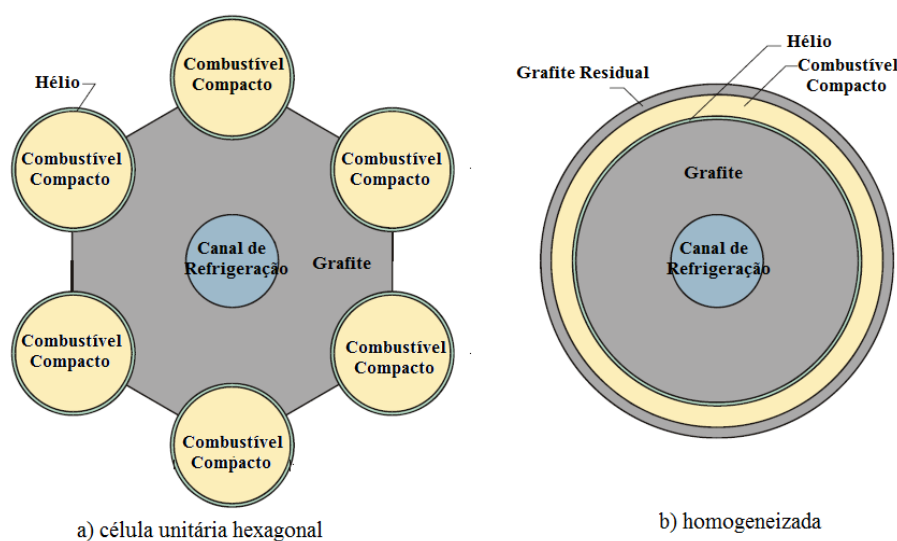 Combustível
Compacto
Hélio
Combustível
Compacto
Combustível
Compacto
Canal de
Refrigeração
Grafite
Combustível
Compacto
Combustível
Compacto
Combustível
Compacto
a) célula unitária hexagonal
Hélio
Combustível
Compacto
Grafite Residual
Grafite
Canal de
Refrigeração
b) homogeneizada